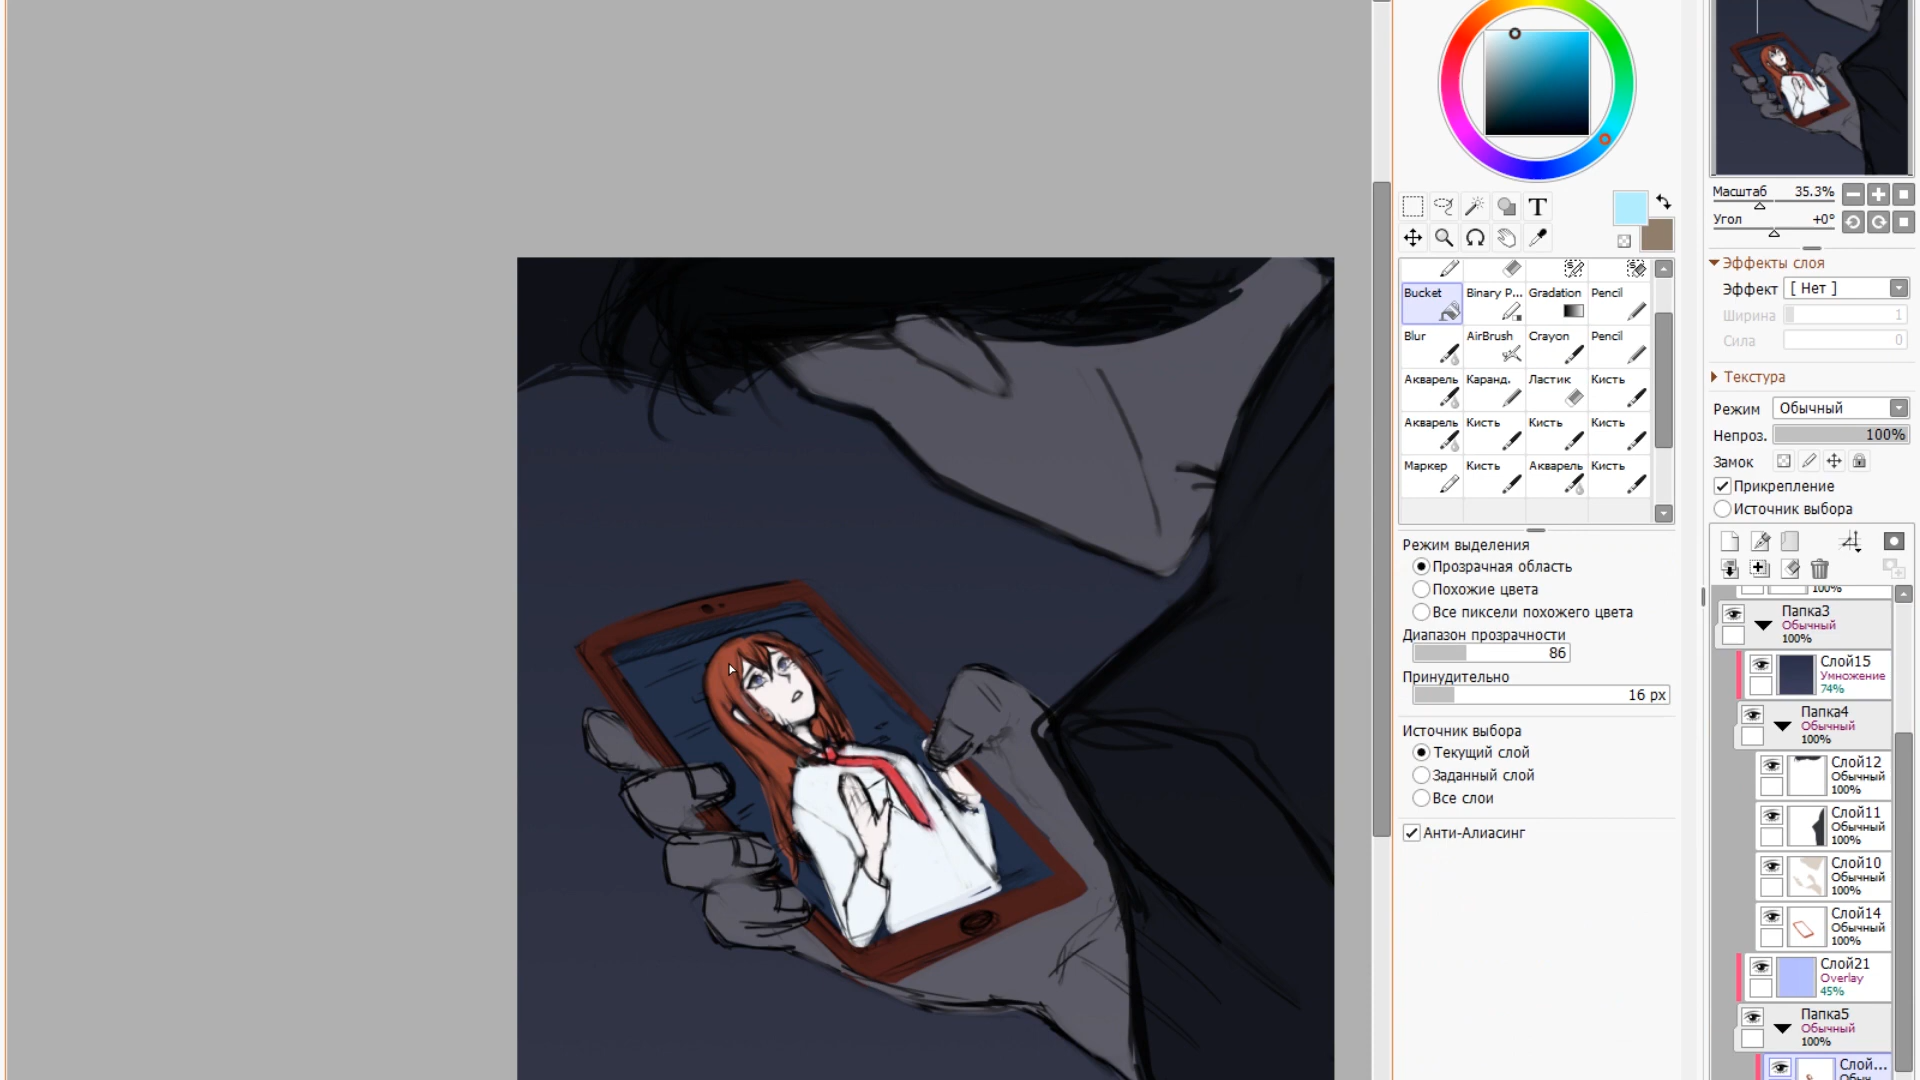 T
Bucket
Binary P...
Gradation
Pencil
Blur
AirBrush
Crayon
Pencil
Акварель
Каранд.
Ластик
Кисть
Акварель
Кисть
Кисть
Кисть
Маркер
Кисть
Акварель
Кисть
Режим выделения
Прозрачная область
Похожие цвета
Все пиксели похожего цвета
Диапазон прозрачности
86
Принудительно
16 px
Источник выбора
Текущий слой
Заданный слой
Все слои
Анти-Алиасинг
Масштаб 35.3%
Угол +0°
Эффекты слоя
Эффект [ Нет ]
Ширина 1
Сила 0
Текстура
Режим Обычный
Непроз. 100%
Замок
Прикрепление
Источник выбора
100%
Папка3
Обычный
100%
Слой15
Умножение
74%
Папка4
Обычный
100%
Слой12
Обычный
100%
Слой11
Обычный
100%
Слой10
Обычный
100%
Слой14
Обычный
100%
Слой21
Overlay
45%
Папка5
Обычный
100%
Слой...